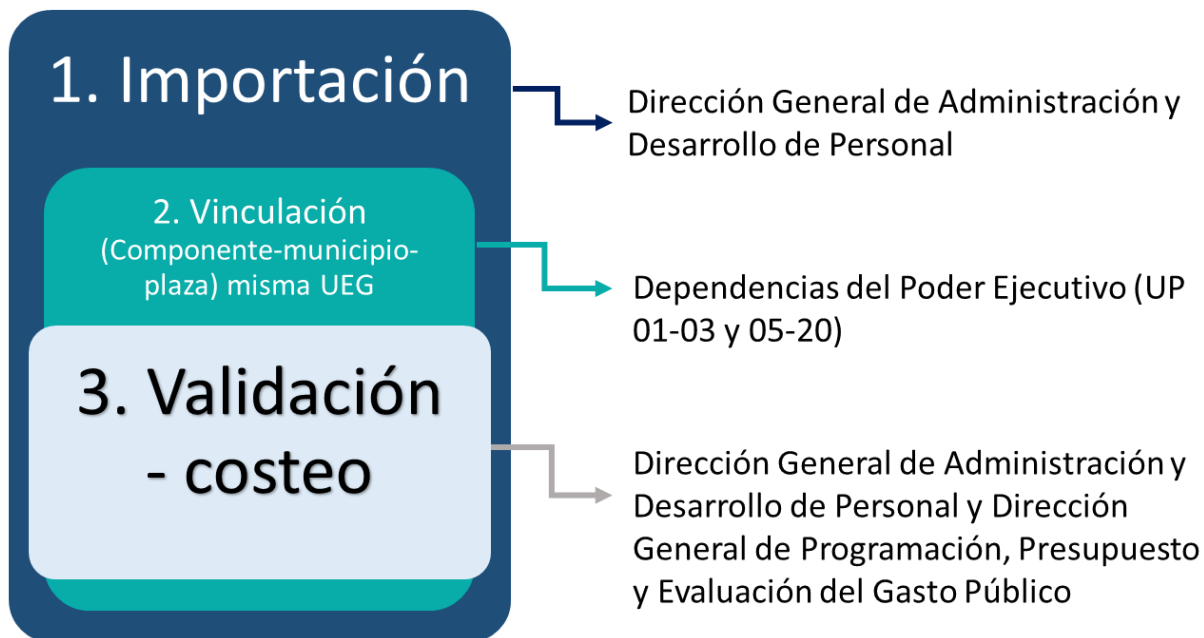 1. Importación
Dirección General de Administración y
Desarrollo de Personal
2. Vinculación
(Componente-municipio-
plaza) misma UEG
Dependencias del Poder Ejecutivo (UP
01-03 y 05-20)
3. Validación
- costeo
Dirección General de Administración y
Desarrollo de Personal y Dirección
General de Programación, Presupuesto
y Evaluación del Gasto Público